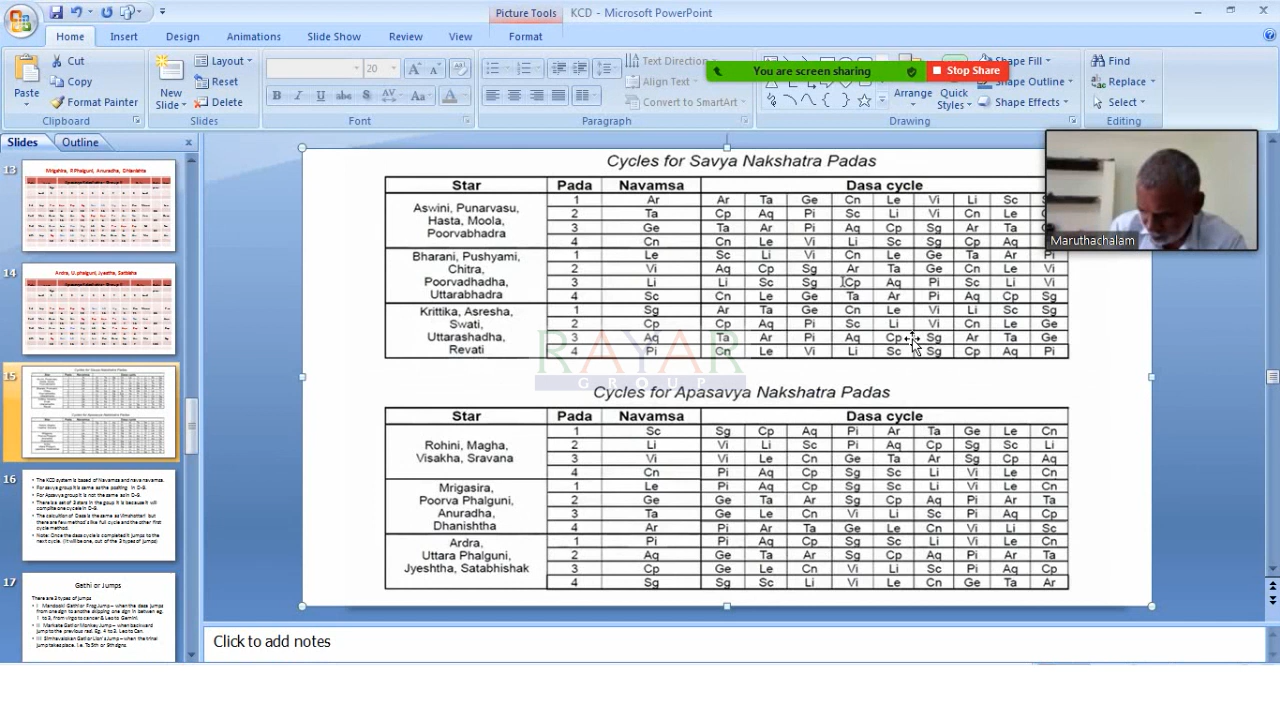 Picture Tools
KCD - Microsoft PowerPoint
Home Insert Design Animations Slide Show Review View Format
Paste
Cut
Copy
Format Painter
Clipboard
New
Slide
Layout
Reset
Delete
Slides
20
B I U abc S AV Aa A
Font
Text Direction
Align Text
Convert to SmartArt
Paragraph
You are screen sharing
Stop Share
Arrange
Quick
Styles
Shape Fill
Shape Outline
Shape Effects
Drawing
Find
Replace
Select
Editing
Slides Outline
13
14
15
16
17
Gathi or Jumps
There are 3 types of jumps
Cycles for Savya Nakshatra Padas
Star Pada Navamsa Dasa cycle
Aswini, Punarvasu,
Hasta, Moola,
Poorvabhadra
1 Ar Ar Ta Ge Cn Le Vi Li Sc
2 Ta Cp Aq Pi Sc Li Vi Cn Le
3 Ge Ta Ar Pi Aq Cp Sg Ar Ta
4 Cn Cn Le Vi Li Sc Sg Cp Aq
Bharani, Pushyami,
Chitra,
Poorvadhadha,
Uttarabhadra
1 Le Sc Li Vi Cn Le Ge Ta Ar Pi
2 Vi Aq Cp Sg Ar Ta Ge Cn Le Vi
3 Li Li Sc Sg Cp Aq Pi Sc Li Vi
4 Sc Cn Le Ge Ta Ar Pi Aq Cp Sg
Krittika, Asresha,
Swati,
Uttarashadha,
Revati
1 Sg Ar Ta Ge Cn Le Vi Li Sc Sg
2 Cp Cp Aq Pi Sc Li Vi Cn Le Ge
3 Aq Ta Ar Pi Aq Cp Sg Ar Ta Ge
4 Pi Cn Le Vi Li Sc Sg Cp Aq Pi
RAYAR
GROUP
Maruthachalam
Cycles for Apasavya Nakshatra Padas
Star Pada Navamsa Dasa cycle
Rohini, Magha,
Visakha, Sravana
1 Sc Sg Cp Aq Pi Ar Ta Ge Le Cn
2 Li Vi Li Sc Pi Aq Cp Sg Sc Li
3 Vi Vi Le Cn Ge Ta Ar Sg Cp Aq
4 Cn Pi Aq Cp Sg Sc Li Vi Le Cn
Mrigasira,
Poorva Phalguni,
Anuradha,
Dhanishtha
1 Le Pi Aq Cp Sg Sc Li Vi Le Cn
2 Ge Ge Ta Ar Sg Cp Aq Pi Ar Ta
3 Ta Ge Le Cn Vi Li Sc Pi Aq Cp
4 Ar Pi Ar Ta Ge Le Cn Vi Li Sc
Ardra,
Uttara Phalguni,
Jyeshtha, Satabhishak
1 Pi Pi Aq Cp Sg Sc Li Vi Le Cn
2 Aq Ge Ta Ar Sg Cp Aq Pi Ar Ta
3 Cp Ge Le Cn Vi Li Sc Pi Aq Cp
4 Sg Sg Sc Li Vi Le Cn Ge Ta Ar
Click to add notes